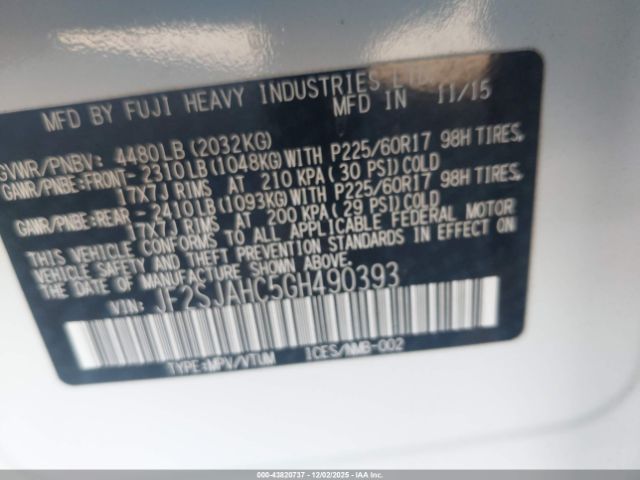 MFD BY FUJI HEAVY INDUSTRIES LTD.
MFD IN 11/15
GVWR/PNBV: 4480LB(2032KG)
GAWR/PNBE:FRONT- 2310LB(1048KG)WITH P225/60R17 98H TIRES,
17X7J RIMS AT 210 KPA(30 PSI)COLD
GAWR/PNBE:REAR - 2410LB(1093KG)WITH P225/60R17 98H TIRES,
17X7J RIMS AT 200 KPA(29 PSI)COLD
THIS VEHICLE CONFORMS TO ALL APPLICABLE FEDERAL MOTOR
VEHICLE SAFETY AND THEFT PREVENTION STANDARDS IN EFFECT ON
THE DATE OF MANUFACTURE SHOWN ABOVE.
VIN: JF2SJAHC5GH490393
TYPE:MPV/VTUM ICES/NMB-002
000-43820737 - 12/02/2025 - IAAI.com